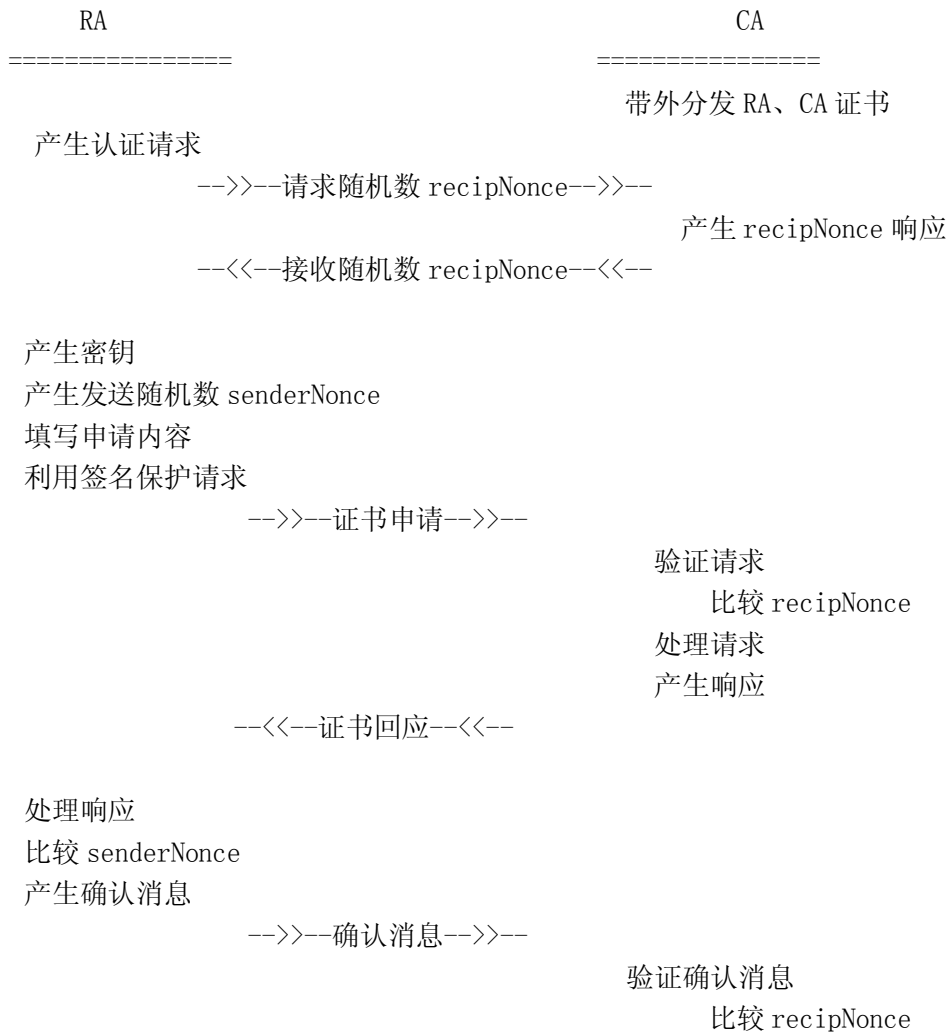 RA CA
================ ================
带外分发 RA、CA 证书
产生认证请求
-->>--请求随机数 recipNonce-->>--
产生 recipNonce 响应
--<<--接收随机数 recipNonce--<<--
产生密钥
产生发送随机数 senderNonce
填写申请内容
利用签名保护请求
-->>--证书申请-->>--
验证请求
比较 recipNonce
处理请求
产生响应
--<<--证书回应--<<--
处理响应
比较 senderNonce
产生确认消息
-->>--确认消息-->>--
验证确认消息
比较 recipNonce